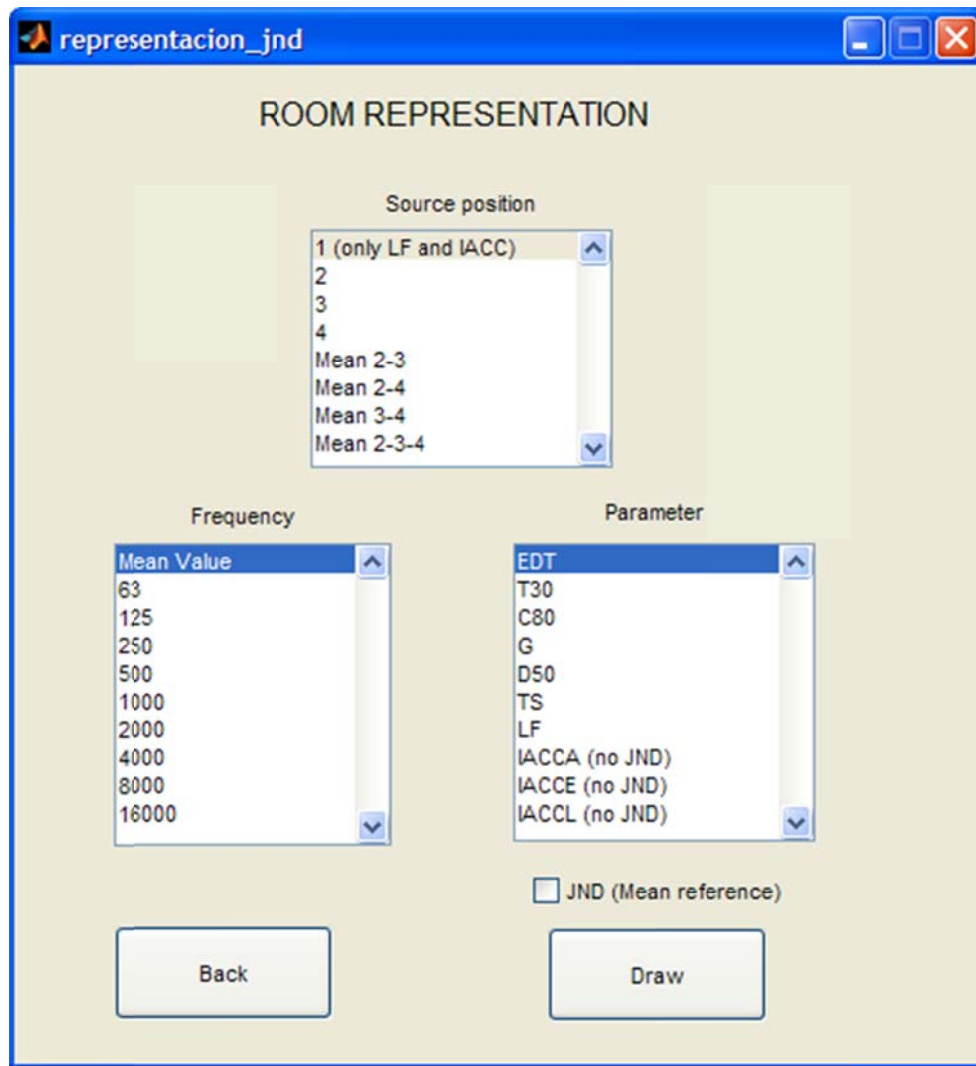 representacion_jnd
ROOM REPRESENTATION
Source position
1 (only LF and IACC)
2
3
4
Mean 2-3
Mean 2-4
Mean 3-4
Mean 2-3-4
Frequency
Mean Value
63
125
250
500
1000
2000
4000
8000
16000
Parameter
EDT
T30
C80
G
D50
TS
LF
IACCA (no JND)
IACCE (no JND)
IACCL (no JND)
JND (Mean reference)
Back
Draw